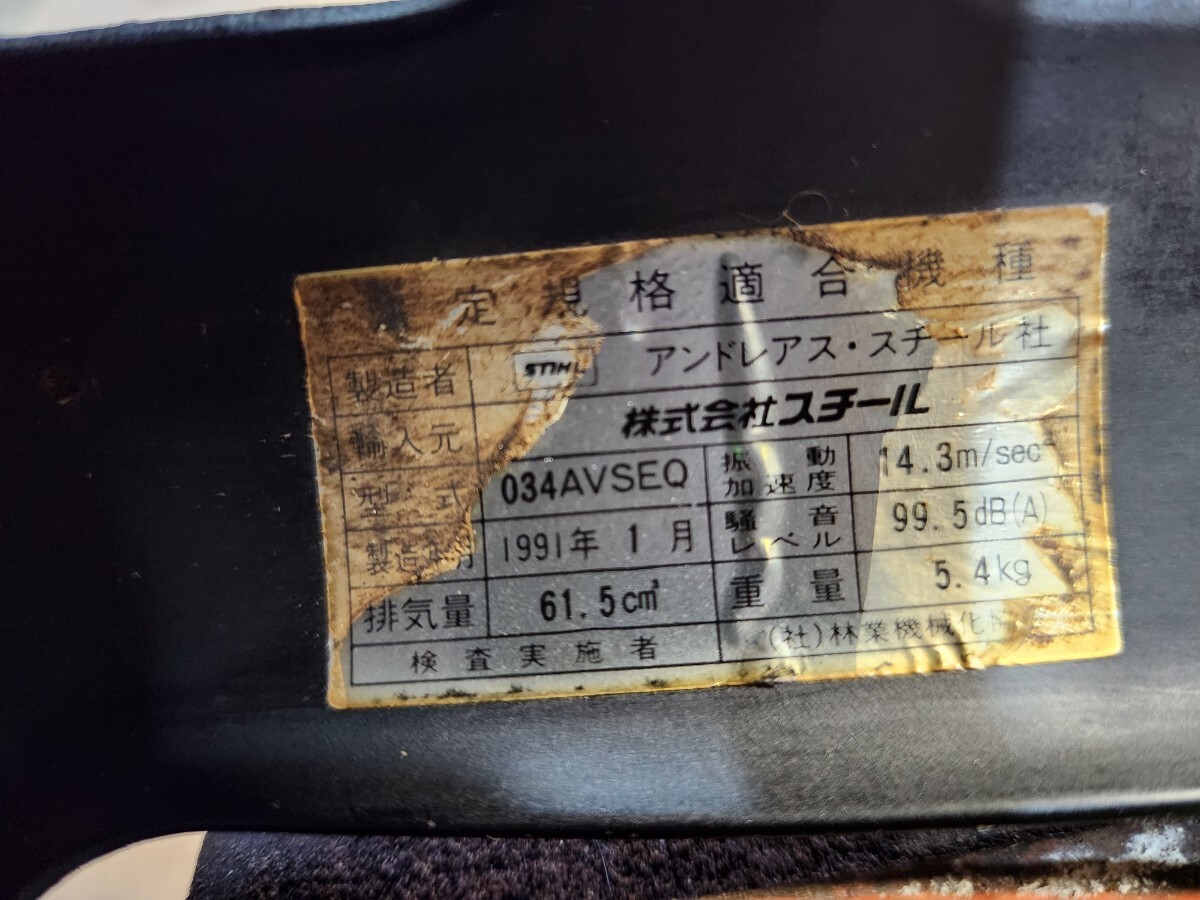 定規格適合機種
製造者 STIHL アンドレアス・スチール社
輸入元 株式会社スチール
型式 034AVSEQ 振動加速度 14.3m/sec²
製造年月 1991年 1月 騒音レベル 99.5dB(A)
排気量 61.5cm³ 重量 5.4kg
検査実施者 (社)林業機械化